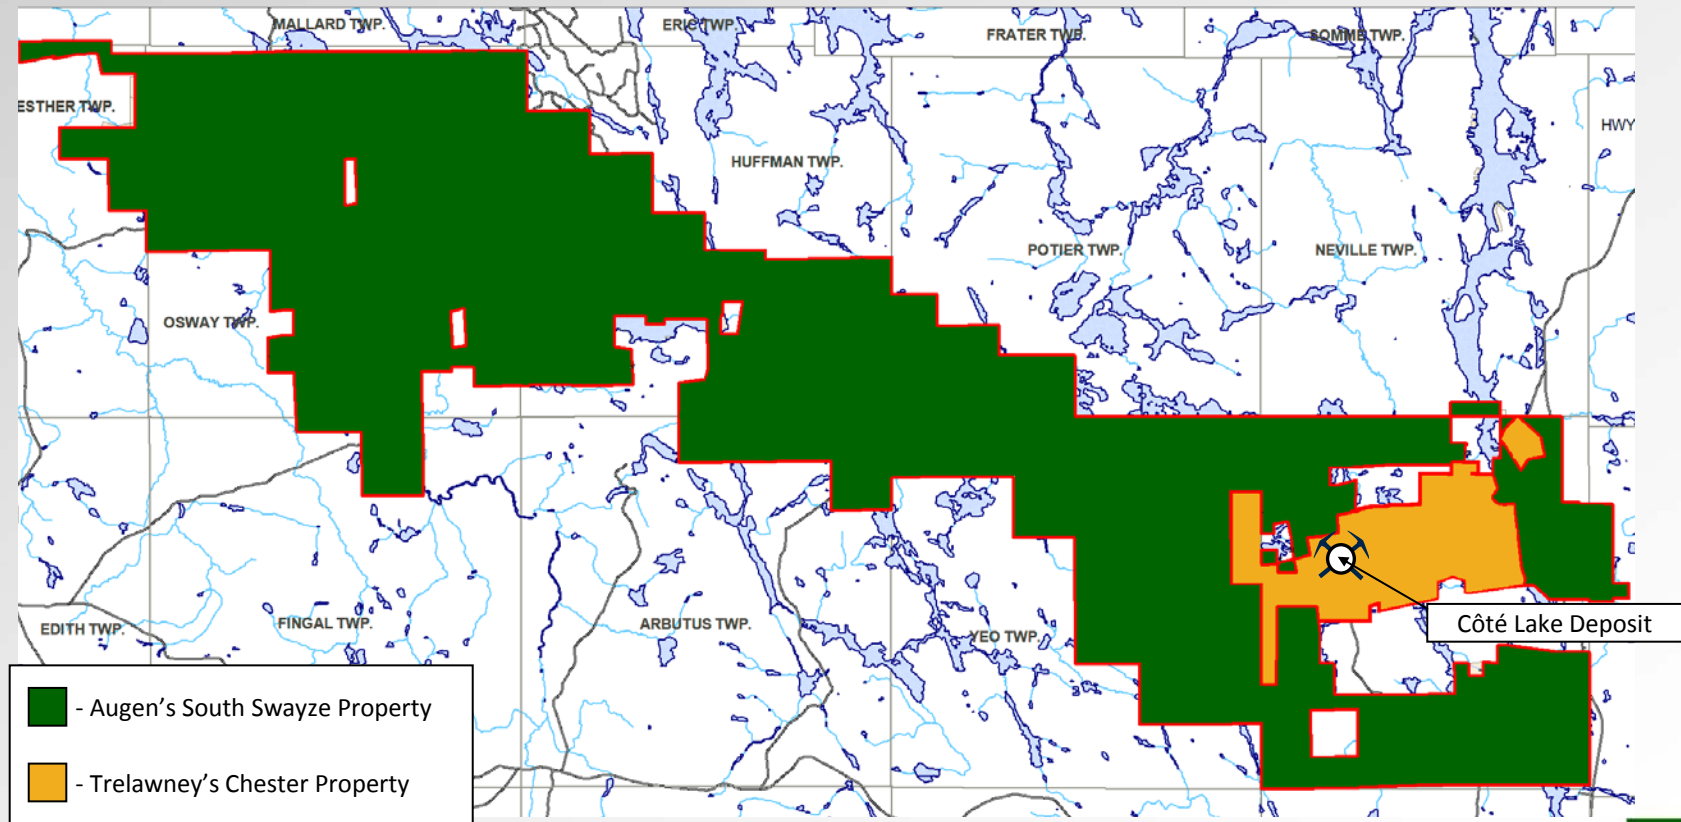 MALLARD TWP.
ERIC TWP.
FRATER TWP.
SOMME TWP.
ESTHER TWP.
HWY
HUFFMAN TWP.
POTIER TWP.
NEVILLE TWP.
OSWAY TWP.
Côté Lake Deposit
EDITH TWP.
FINGAL TWP.
ARBUTUS TWP.
YEO TWP.
- Augen's South Swayze Property
- Trelawney's Chester Property